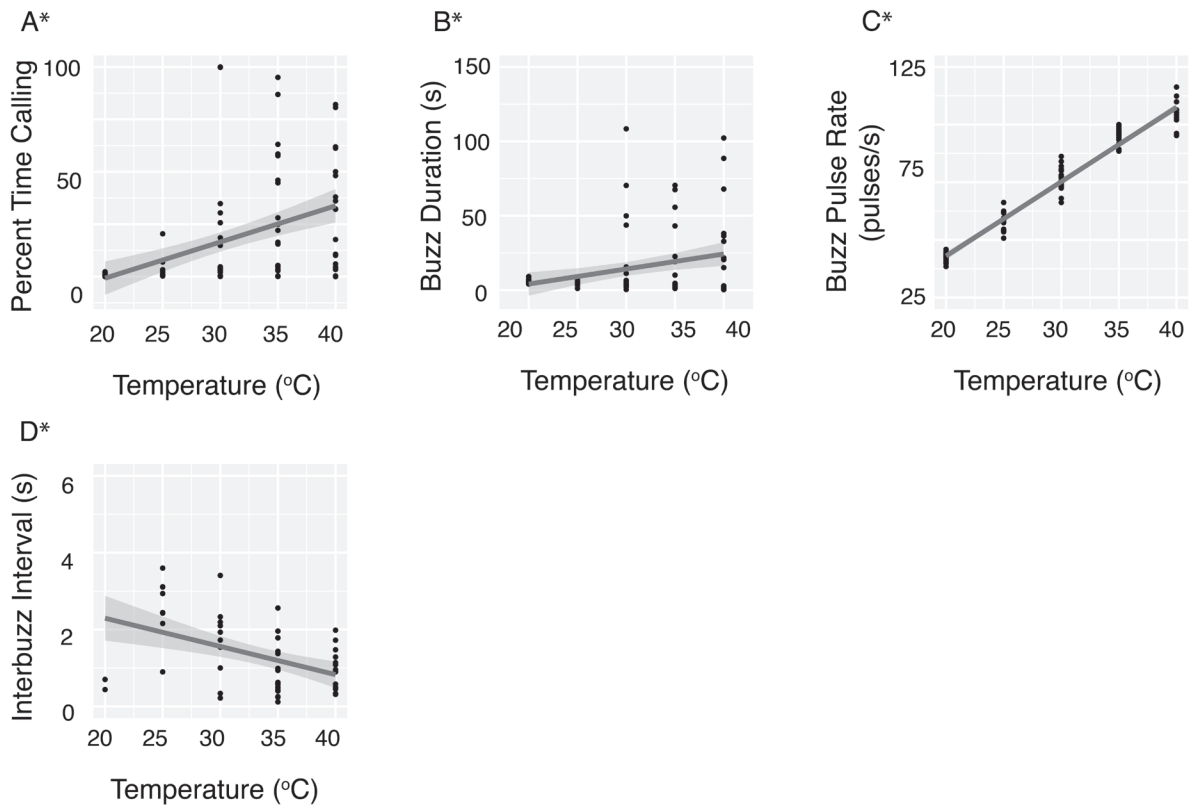 A*
Percent Time Calling
100
50
0
20 25 30 35 40
Temperature (°C)
B*
Buzz Duration (s)
150
100
50
0
20 25 30 35 40
Temperature (°C)
C*
Buzz Pulse Rate
(pulses/s)
125
75
25
20 25 30 35 40
Temperature (°C)
D*
Interbuzz Interval (s)
6
4
2
0
20 25 30 35 40
Temperature (°C)